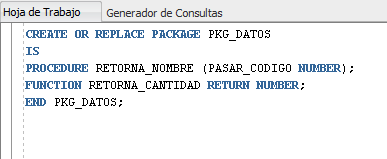 Hoja de Trabajo Generador de Consultas
CREATE OR REPLACE PACKAGE PKG_DATOS
IS
PROCEDURE RETORNA_NOMBRE (PASAR_CODIGO NUMBER);
FUNCTION RETORNA_CANTIDAD RETURN NUMBER;
END PKG_DATOS;